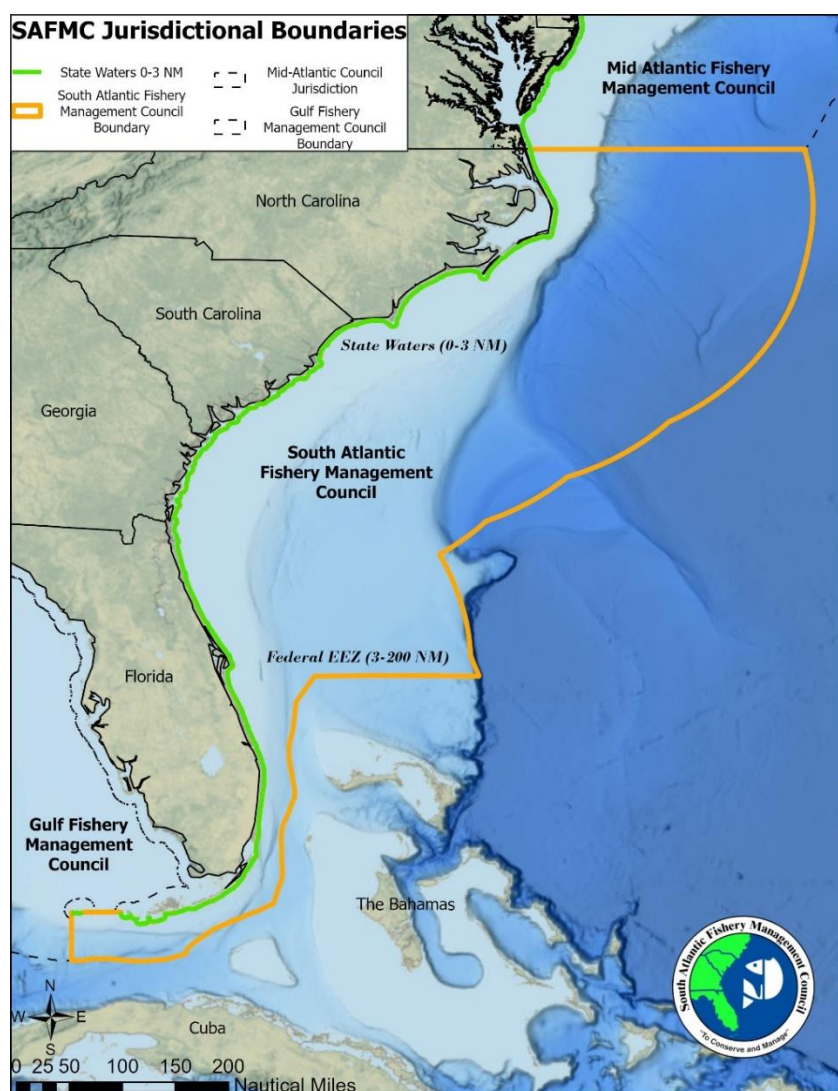 SAFMC Jurisdictional Boundaries
State Waters 0-3 NM
South Atlantic Fishery
Management Council
Boundary
Mid-Atlantic Council
Jurisdiction
Gulf Fishery
Management Council
Boundary
Mid Atlantic Fishery
Management Council
North Carolina
South Carolina
State Waters (0-3 NM)
Georgia
South Atlantic
Fishery Management
Council
Federal EEZ (3-200 NM)
Florida
Gulf Fishery
Management
Council
The Bahamas
South Atlantic Fishery Management Council
"To Conserve and Manage"
N
W E
S
Cuba
0 25 50 100 150 200
Nautical Miles